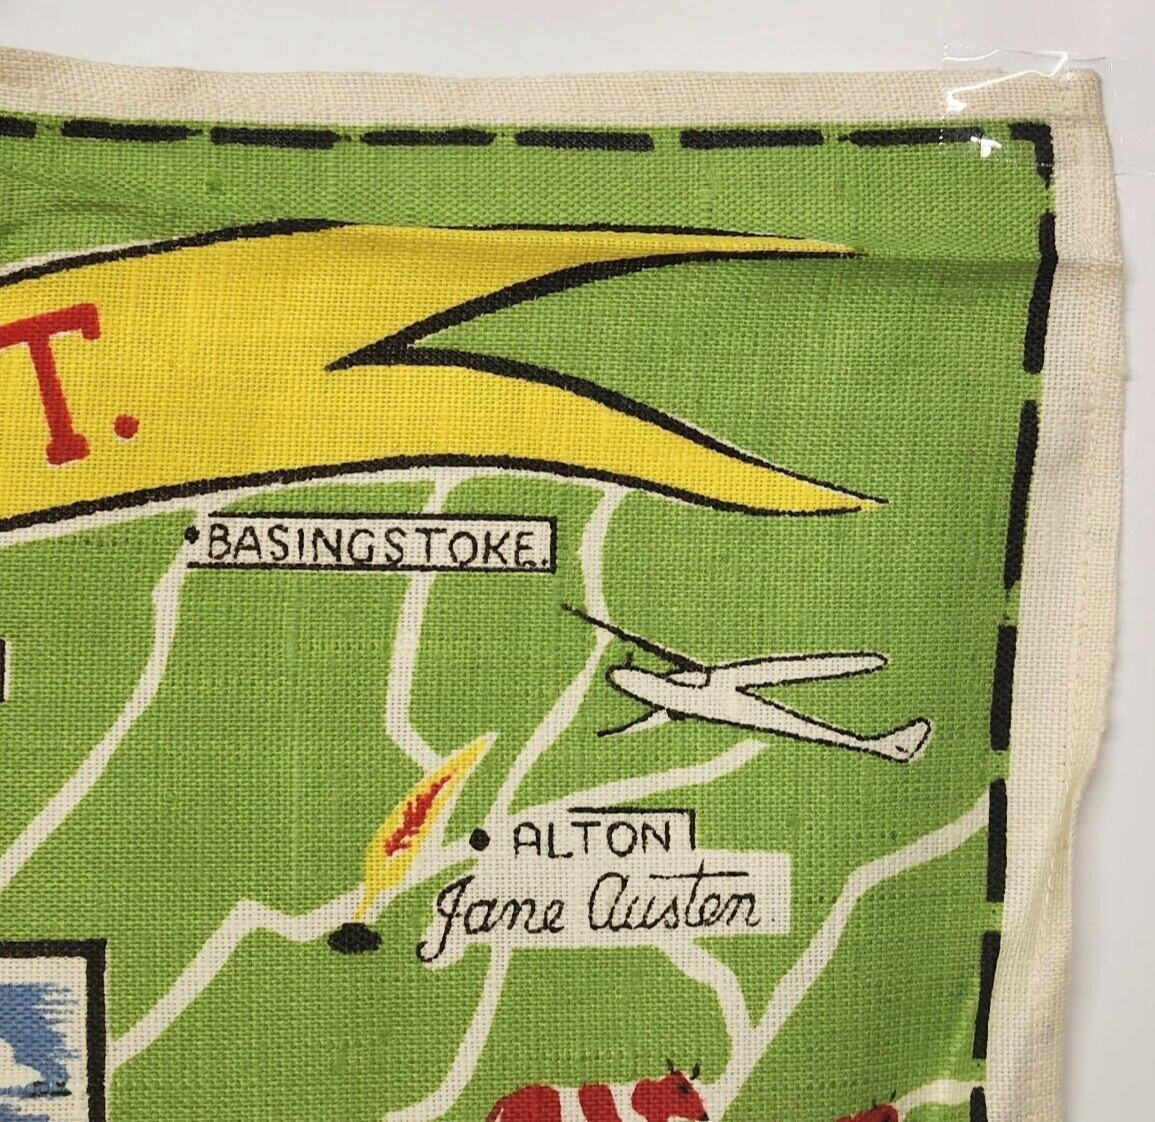 T.
BASINGSTOKE.
ALTON
Jane Austen.